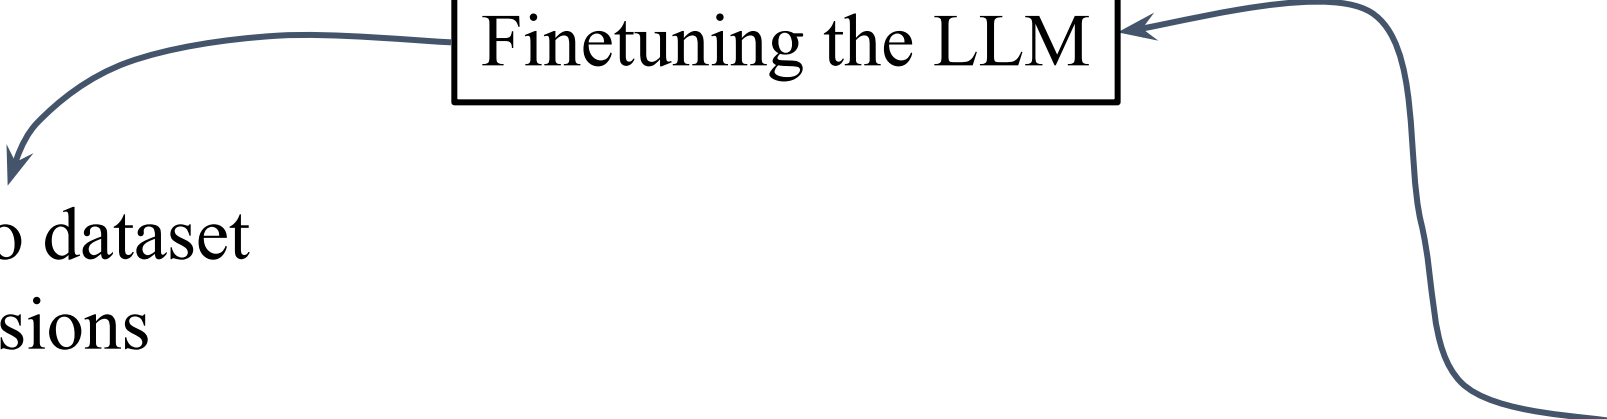 Finetuning the LLM
o dataset
sions